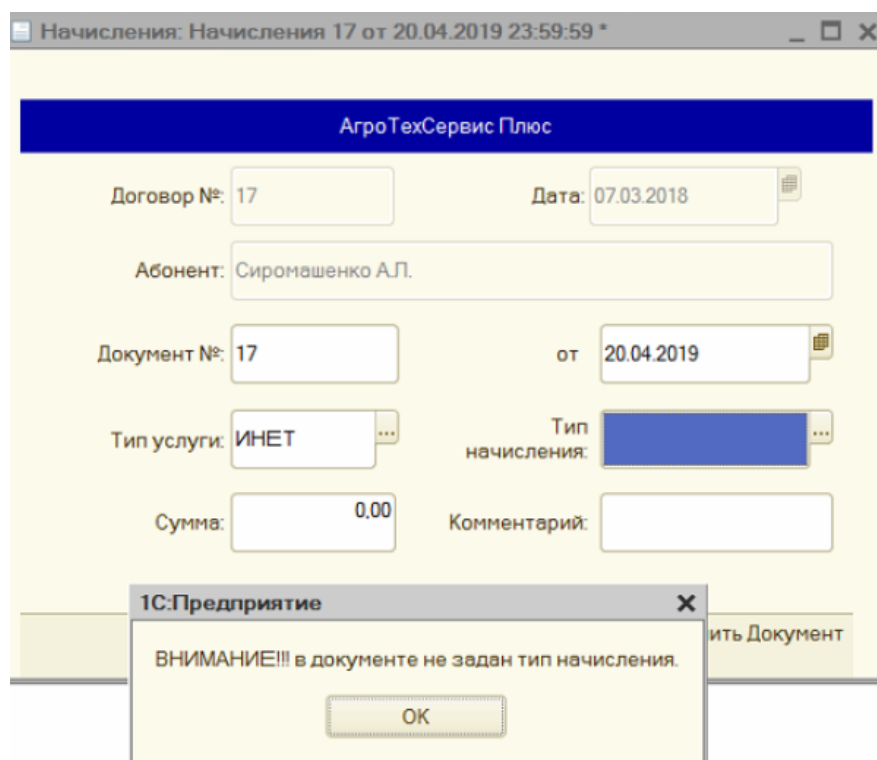 Начисления: Начисления 17 от 20.04.2019 23:59:59 *
АгроТехСервис Плюс
Договор №: 17 Дата: 07.03.2018
Абонент: Сиромашенко А.П.
Документ №: 17 от 20.04.2019
Тип услуги: ИНЕТ ... Тип начисления: ...
Сумма: 0,00 Комментарий:
1С:Предприятие
ить Документ
ВНИМАНИЕ!!! в документе не задан тип начисления.
OK